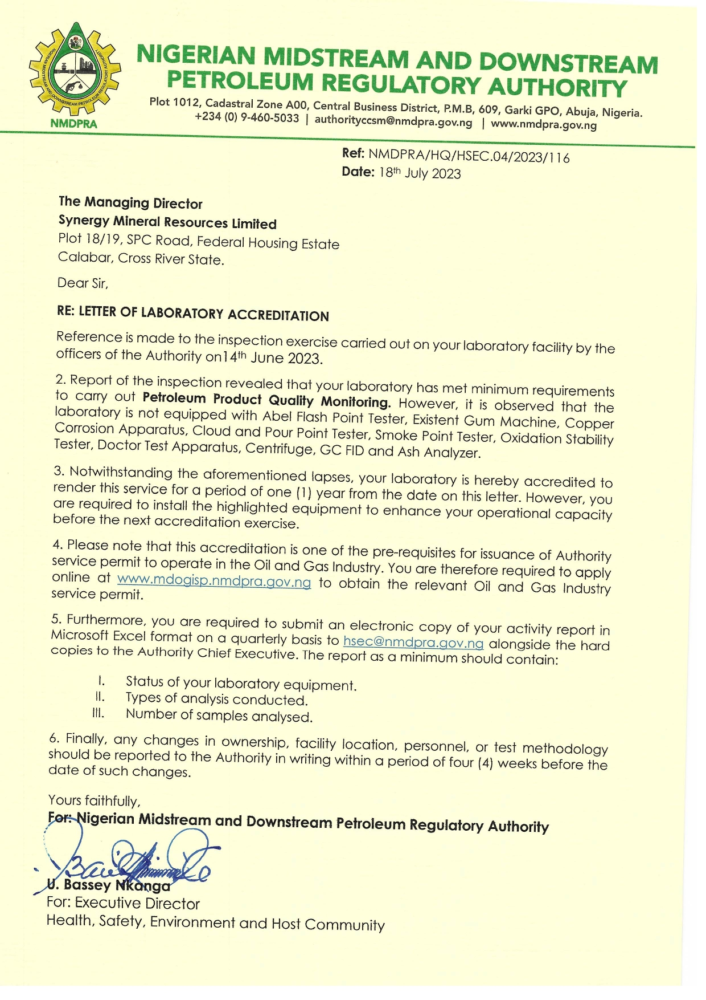 NIGERIAN MIDSTREAM AND DOWNSTREAM
PETROLEUM REGULATORY AUTHORITY
Plot 1012, Cadastral Zone A00, Central Business District, P.M.B, 609, Garki GPO, Abuja, Nigeria.
+234 (0) 9-460-5033 | authorityccsm@nmdpra.gov.ng | www.nmdpra.gov.ng
NIGERIAN MIDSTREAM AND DOWNSTREAM PETROLEUM REGULATORY AUTHORITY
NMDPRA
Ref: NMDPRA/HQ/HSEC.04/2023/116
Date: 18th July 2023
The Managing Director
Synergy Mineral Resources Limited
Plot 18/19, SPC Road, Federal Housing Estate
Calabar, Cross River State.
Dear Sir,
RE: LETTER OF LABORATORY ACCREDITATION
Reference is made to the inspection exercise carried out on your laboratory facility by the
officers of the Authority on14th June 2023.
2. Report of the inspection revealed that your laboratory has met minimum requirements
to carry out Petroleum Product Quality Monitoring. However, it is observed that the
laboratory is not equipped with Abel Flash Point Tester, Existent Gum Machine, Copper
Corrosion Apparatus, Cloud and Pour Point Tester, Smoke Point Tester, Oxidation Stability
Tester, Doctor Test Apparatus, Centrifuge, GC FID and Ash Analyzer.
3. Notwithstanding the aforementioned lapses, your laboratory is hereby accredited to
render this service for a period of one (1) year from the date on this letter. However, you
are required to install the highlighted equipment to enhance your operational capacity
before the next accreditation exercise.
4. Please note that this accreditation is one of the pre-requisites for issuance of Authority
service permit to operate in the Oil and Gas Industry. You are therefore required to apply
online at www.mdogisp.nmdpra.gov.ng to obtain the relevant Oil and Gas Industry
service permit.
5. Furthermore, you are required to submit an electronic copy of your activity report in
Microsoft Excel format on a quarterly basis to hsec@nmdpra.gov.ng alongside the hard
copies to the Authority Chief Executive. The report as a minimum should contain:
I. Status of your laboratory equipment.
II. Types of analysis conducted.
III. Number of samples analysed.
6. Finally, any changes in ownership, facility location, personnel, or test methodology
should be reported to the Authority in writing within a period of four (4) weeks before the
date of such changes.
Yours faithfully,
For: Nigerian Midstream and Downstream Petroleum Regulatory Authority
U. Bassey Nkanga
For: Executive Director
Health, Safety, Environment and Host Community